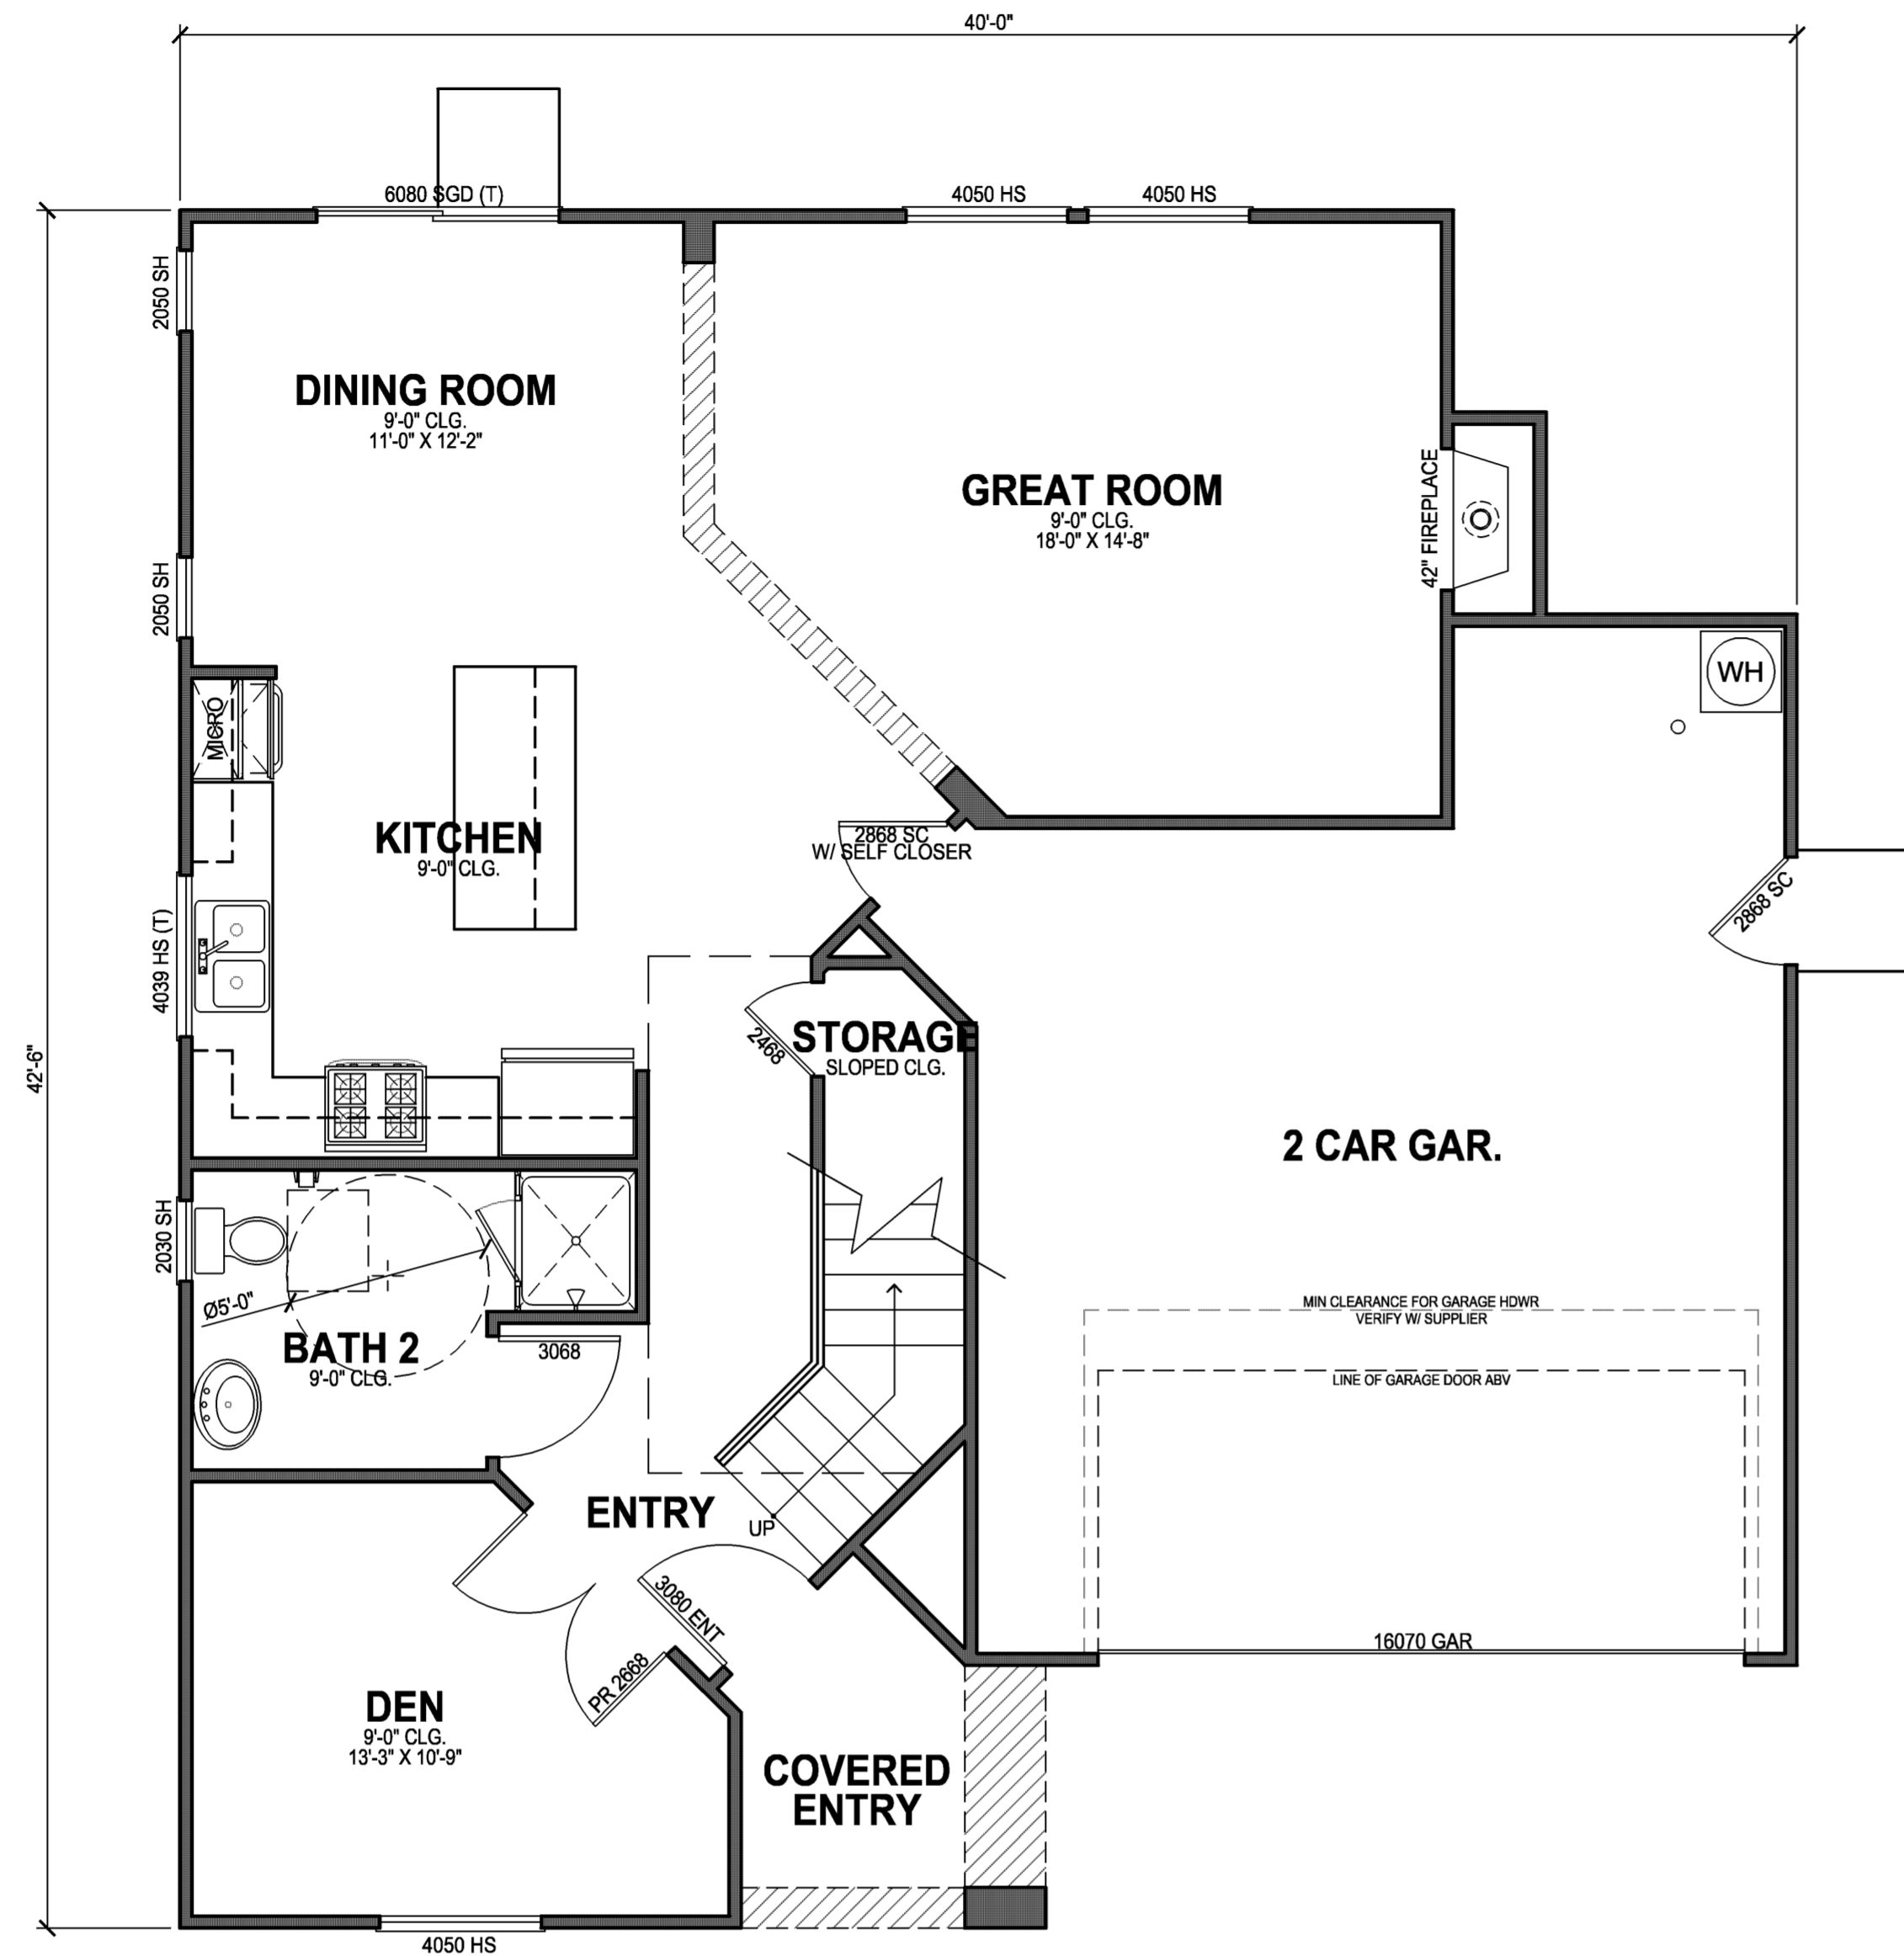 40'-0"
6080 SGD (T)
4050 HS
4050 HS
2050 SH
DINING ROOM
9'-0" CLG.
11'-0" X 12'-2"
GREAT ROOM
9'-0" CLG.
18'-0" X 14'-8"
42" FIREPLACE
2050 SH
WH
MICRO
KITCHEN
9'-0" CLG.
2868 SC
W/ SELF CLOSER
2868 SC
4039 HS (T)
2468
STORAGE
SLOPED CLG.
42'-6"
2 CAR GAR.
2030 SH
Ø5'-0"
BATH 2
9'-0" CLG.
3068
MIN CLEARANCE FOR GARAGE HDWR
VERIFY W/ SUPPLIER
LINE OF GARAGE DOOR ABV
ENTRY
UP
3080 ENT
PR 2668
16070 GAR
DEN
9'-0" CLG.
13'-3" X 10'-9"
COVERED
ENTRY
4050 HS